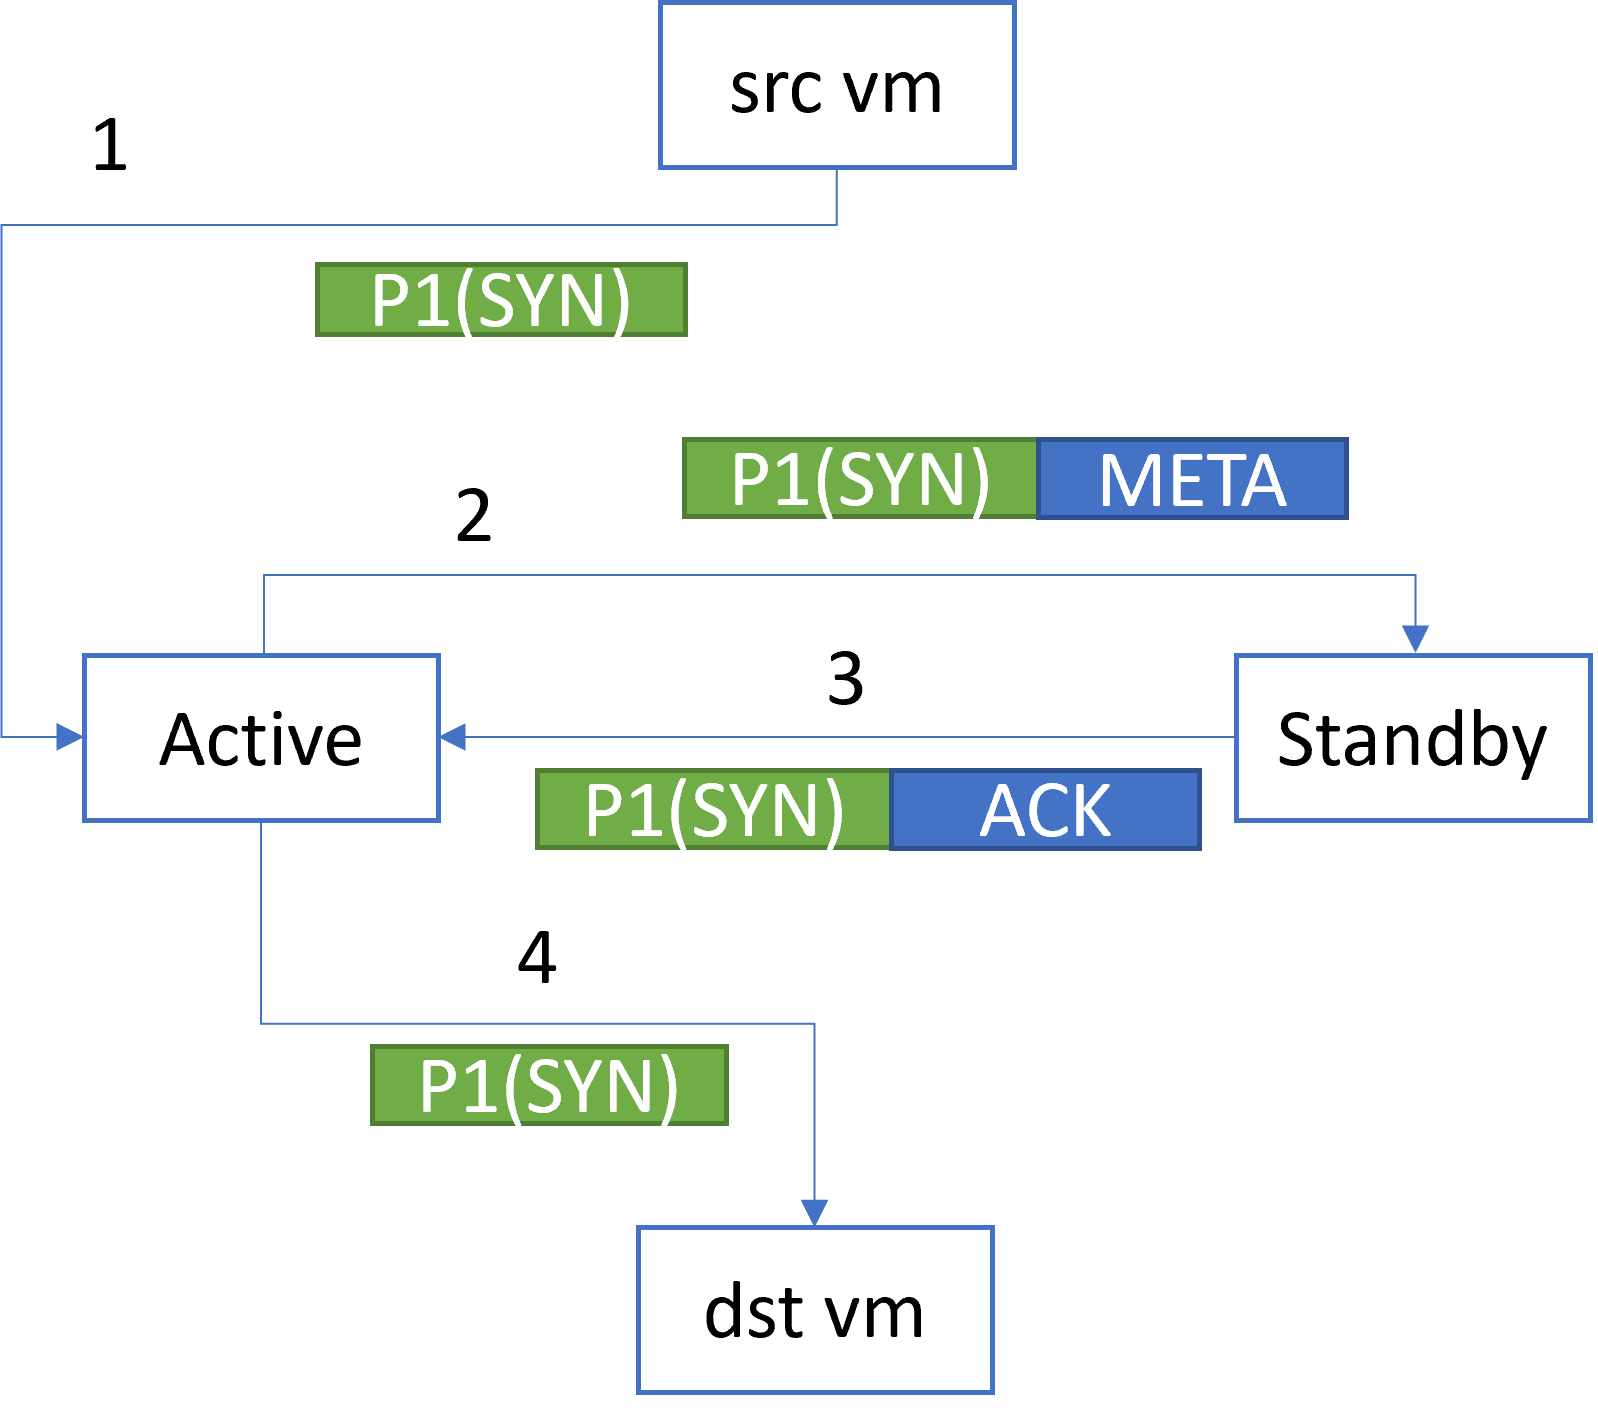 src vm
1
P1(SYN)
P1(SYN) META
2
3
Active
Standby
P1(SYN) ACK
4
P1(SYN)
dst vm